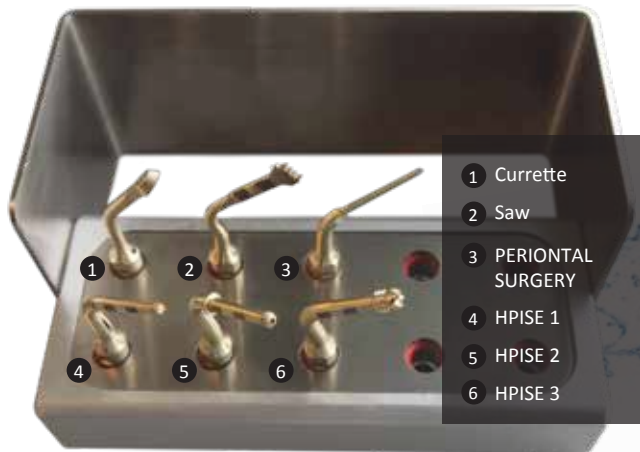 1 Currette
2 Saw
3 PERIONTAL
SURGERY
4 HPISE 1
5 HPISE 2
6 HPISE 3
1 2 3
4 5 6